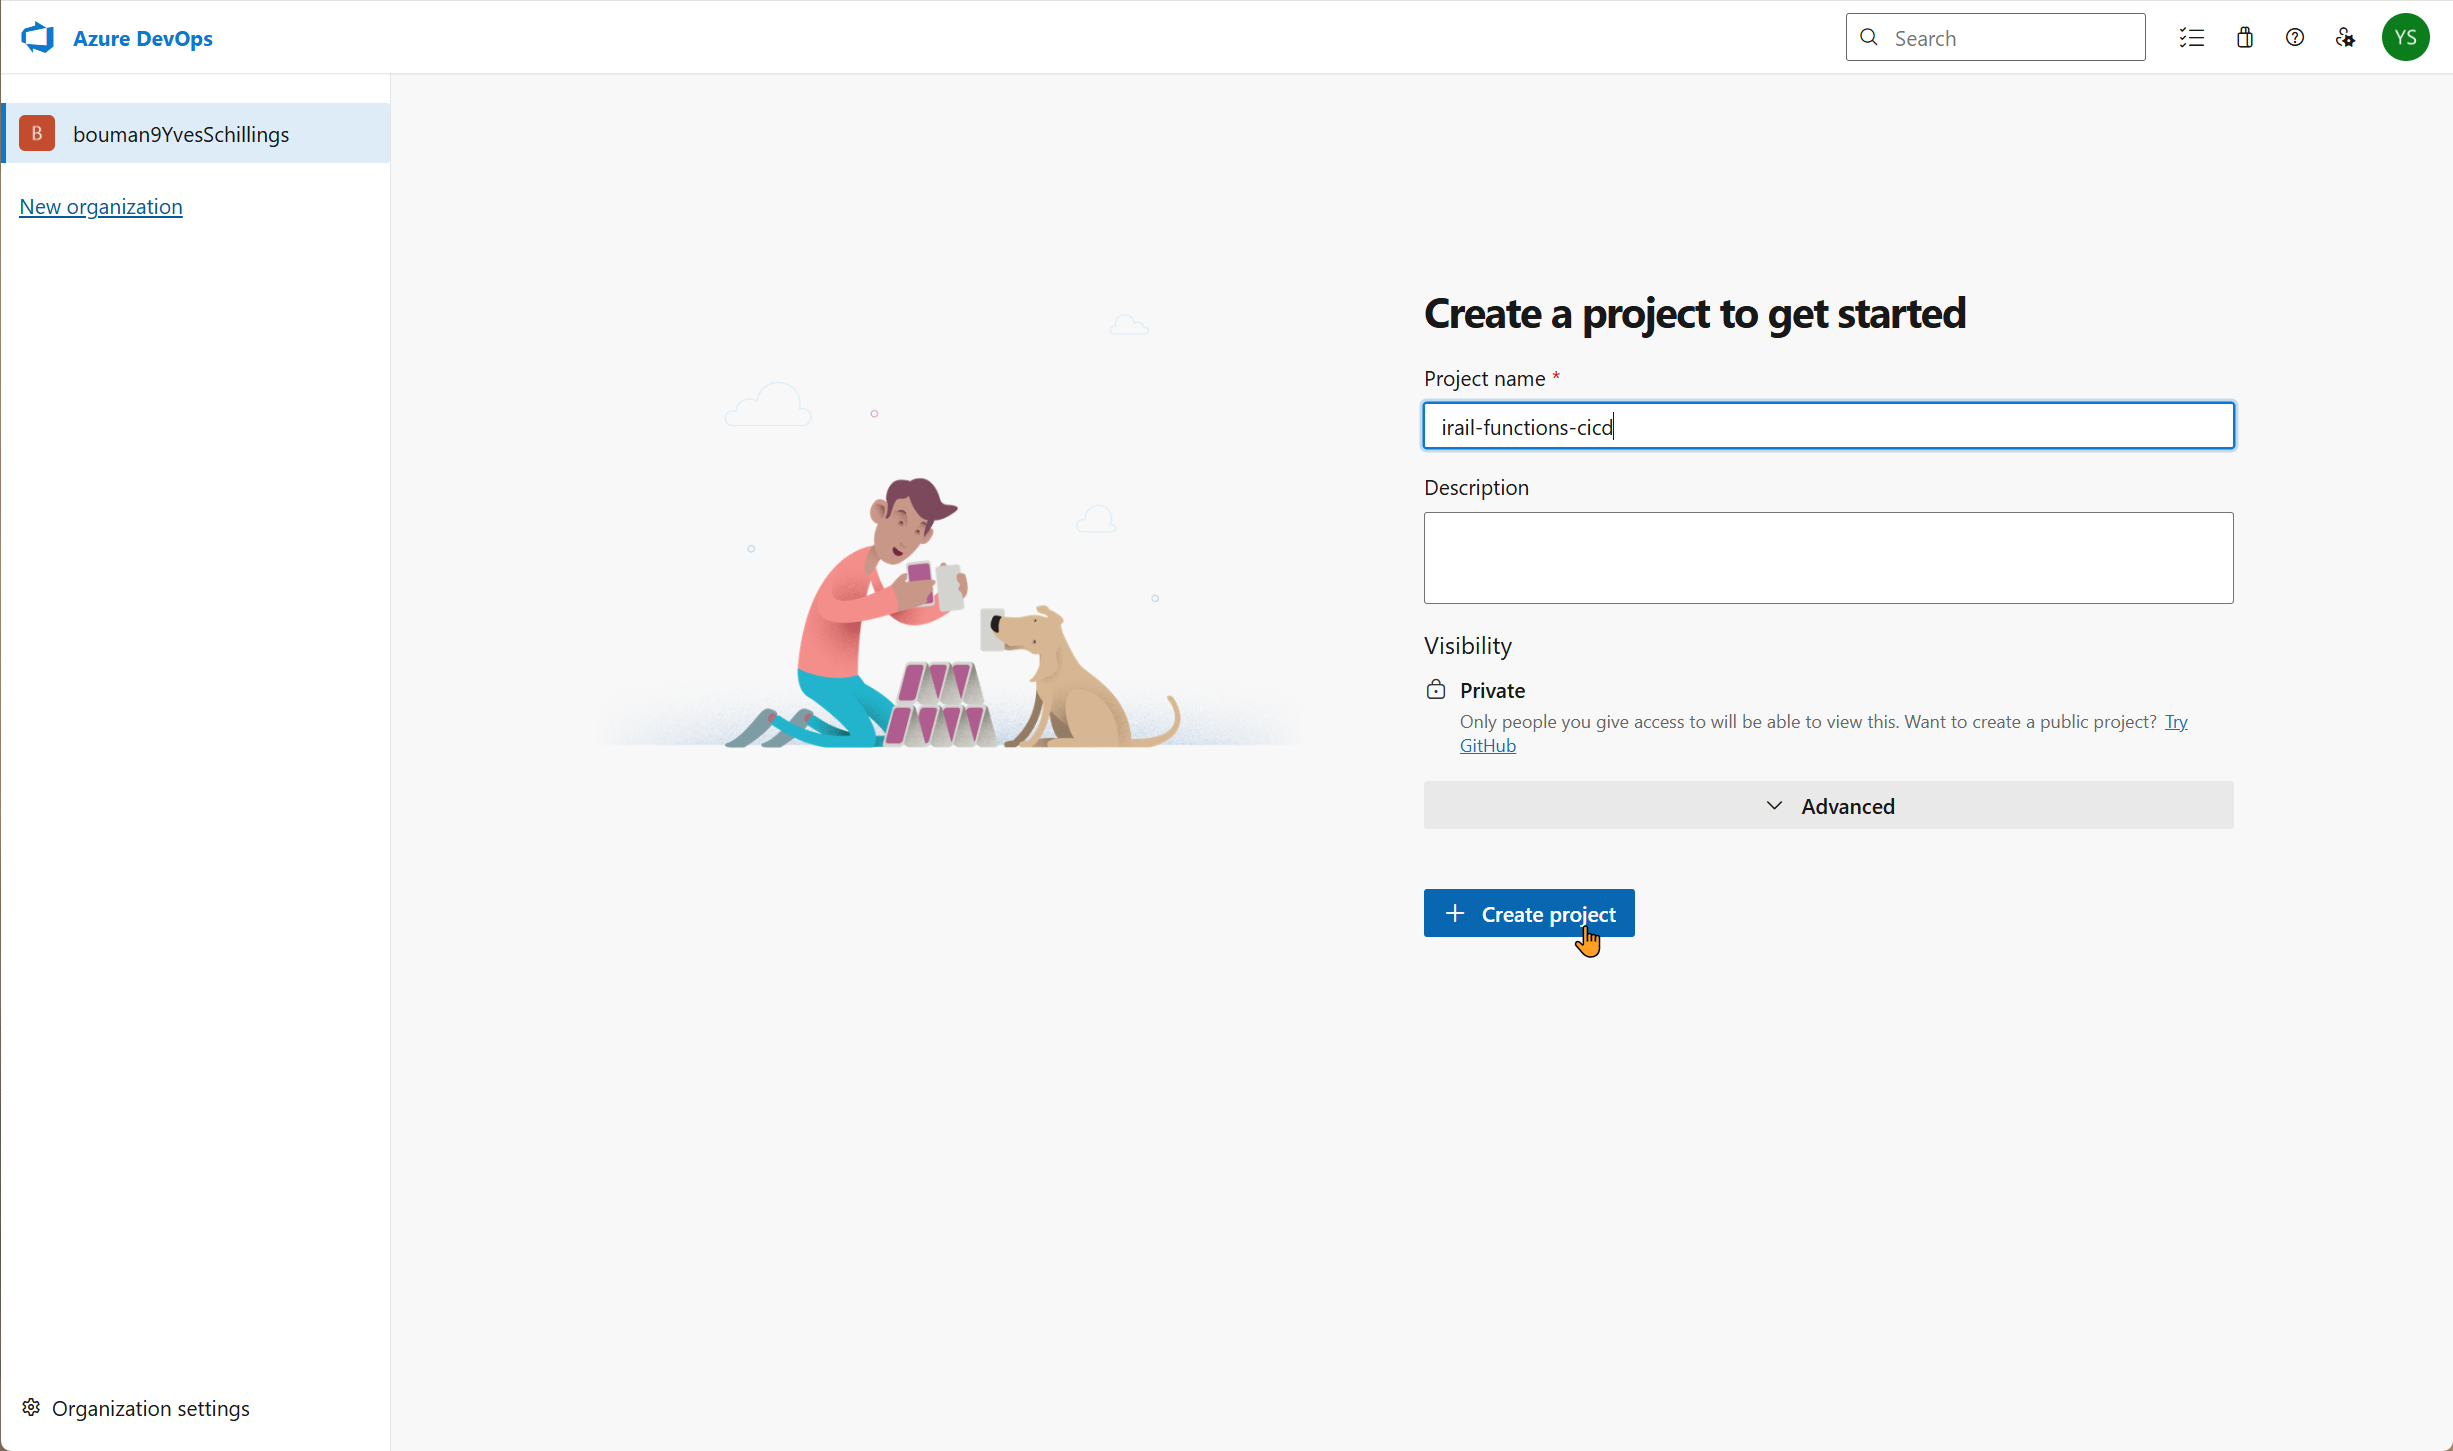 Azure DevOps
Search
YS
B
bouman9YvesSchillings
New organization
Create a project to get started
Project name *
irail-functions-cicd
Description
Visibility
Private
Only people you give access to will be able to view this. Want to create a public project? Try
GitHub
Advanced
Create project
Organization settings